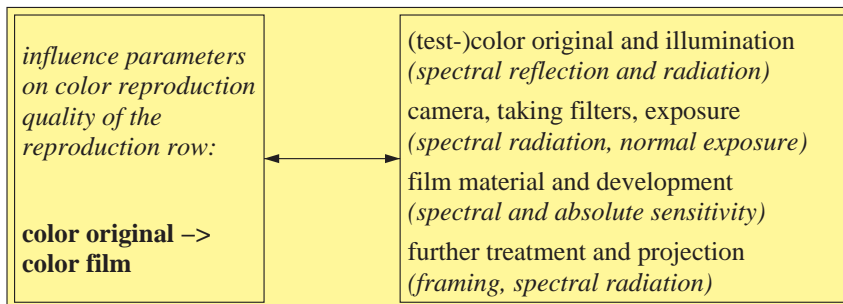 influence parameters
on color reproduction
quality of the
reproduction row:
color original −>
color film
(test-)color original and illumination
(spectral reflection and radiation)
camera, taking filters, exposure
(spectral radiation, normal exposure)
film material and development
(spectral and absolute sensitivity)
further treatment and projection
(framing, spectral radiation)